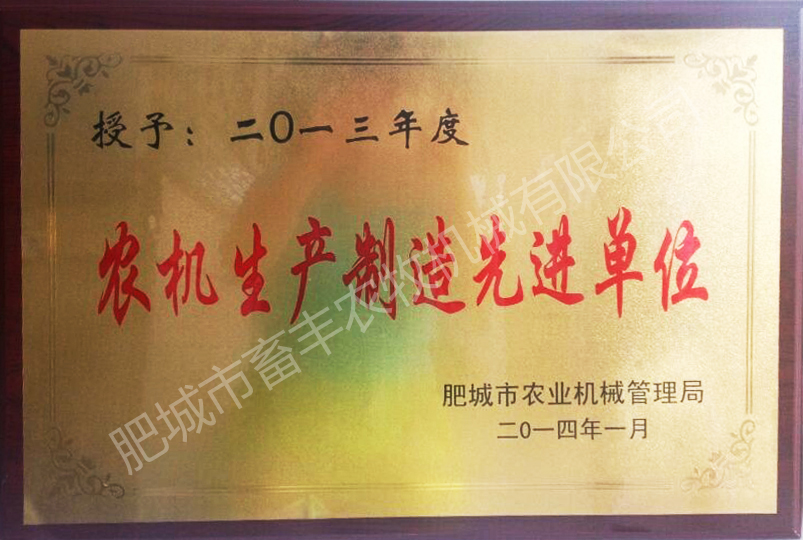 授予：二〇一三年度
农机生产制造先进单位
肥城市农业机械管理局
二〇一四年一月
肥城市畜丰农牧机械有限公司